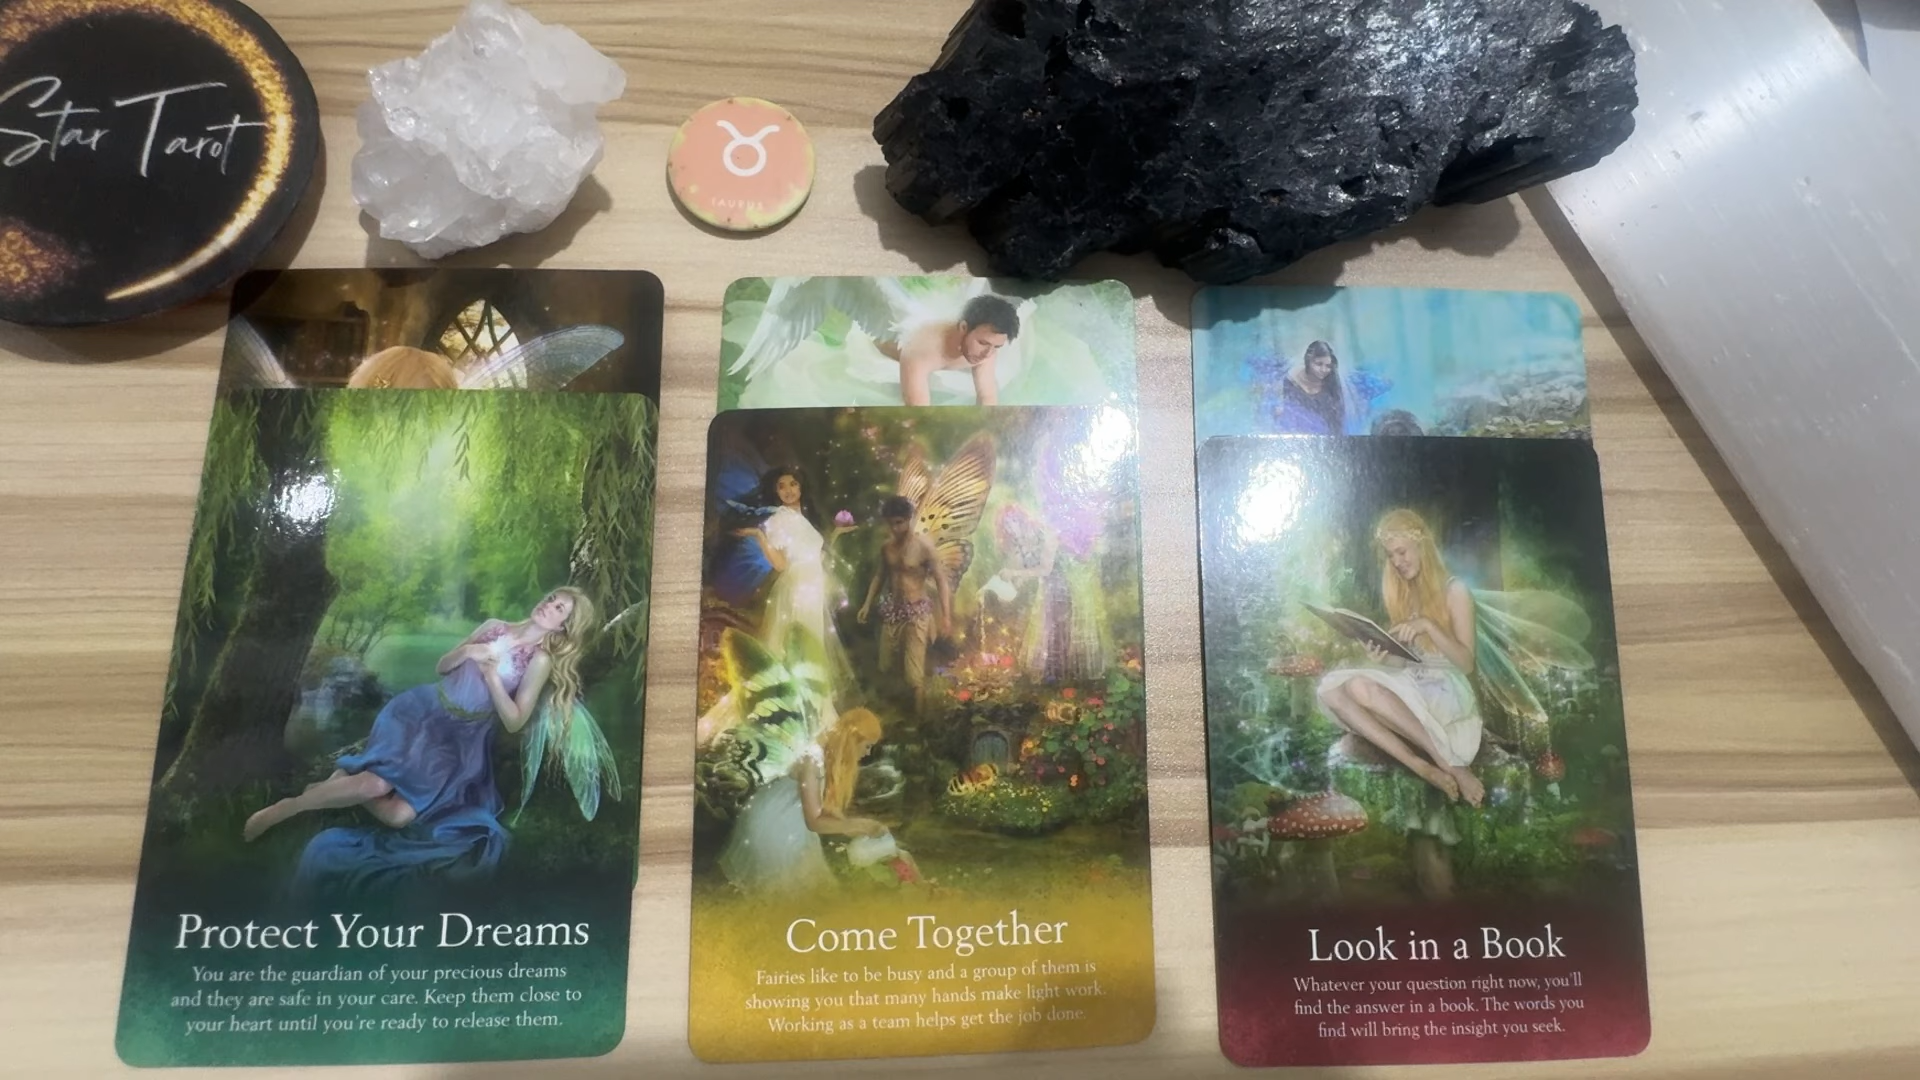 Star Tarot
TAURUS
Protect Your Dreams
You are the guardian of your precious dreams
and they are safe in your care. Keep them close to
your heart until you're ready to release them.
Come Together
Fairies like to be busy and a group of them is
showing you that many hands make light work.
Working as a team helps get the job done.
Look in a Book
Whatever your question right now, you'll
find the answer in a book. The words you
find will bring the insight you seek.